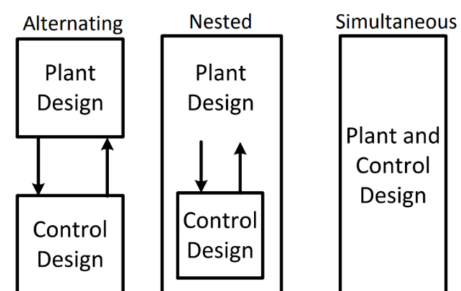 Alternating
Nested
Simultaneous
Plant
Design
Control
Design
Plant
Design
Control
Design
Plant and
Control
Design